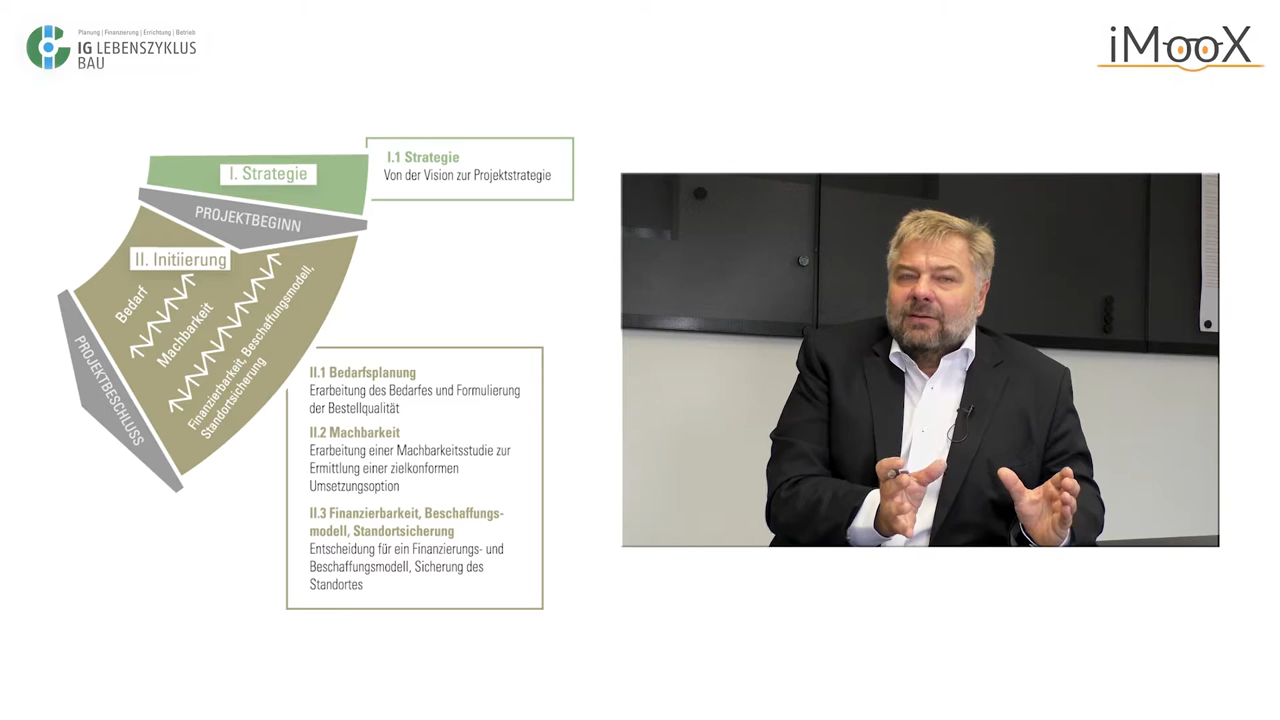 Planung | Finanzierung | Errichtung | Betrieb
IG LEBENSZYKLUS
BAU
iMooX
I. Strategie
PROJEKTBEGINN
II. Initiierung
Bedarf
Machbarkeit
Finanzierbarkeit, Beschaffungsmodell,
Standortsicherung
PROJEKTBESCHLUSS
I.1 Strategie
Von der Vision zur Projektstrategie
II.1 Bedarfsplanung
Erarbeitung des Bedarfes und Formulierung
der Bestellqualität
II.2 Machbarkeit
Erarbeitung einer Machbarkeitsstudie zur
Ermittlung einer zielkonformen
Umsetzungsoption
II.3 Finanzierbarkeit, Beschaffungs-
modell, Standortsicherung
Entscheidung für ein Finanzierungs- und
Beschaffungsmodell, Sicherung des
Standortes